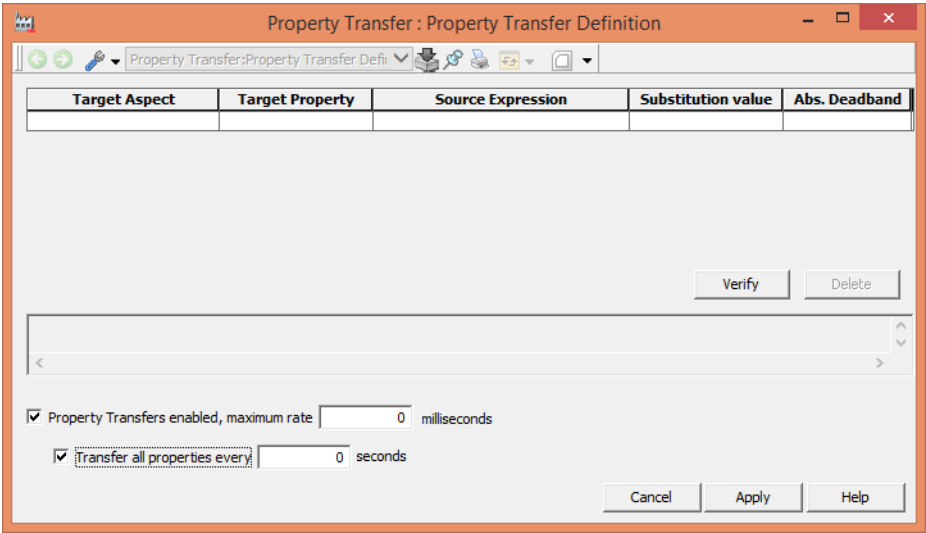 Property Transfer : Property Transfer Definition
Property Transfer:Property Transfer Defi
Target Aspect Target Property Source Expression Substitution value Abs. Deadband
Verify Delete
Property Transfers enabled, maximum rate 0 milliseconds
Transfer all properties every 0 seconds
Cancel Apply Help